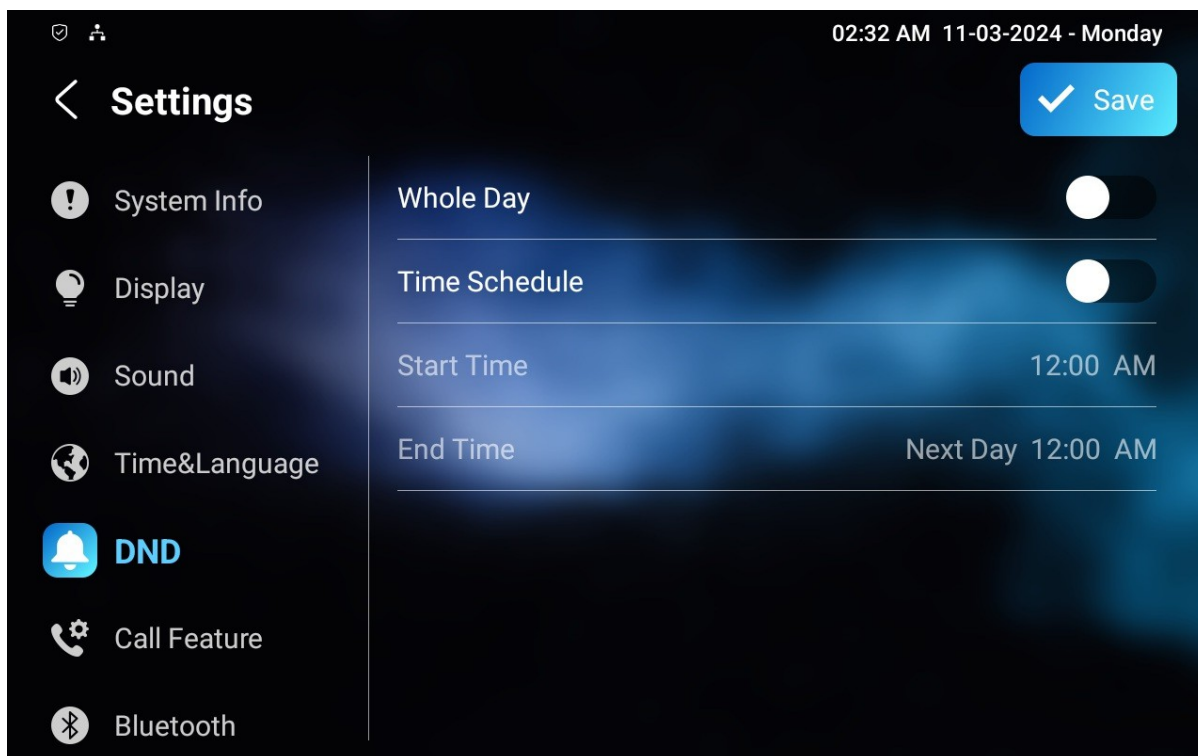 02:32 AM 11-03-2024 - Monday
Settings
Save
System Info
Display
Sound
Time&Language
DND
Call Feature
Bluetooth
Whole Day
Time Schedule
Start Time 12:00 AM
End Time Next Day 12:00 AM